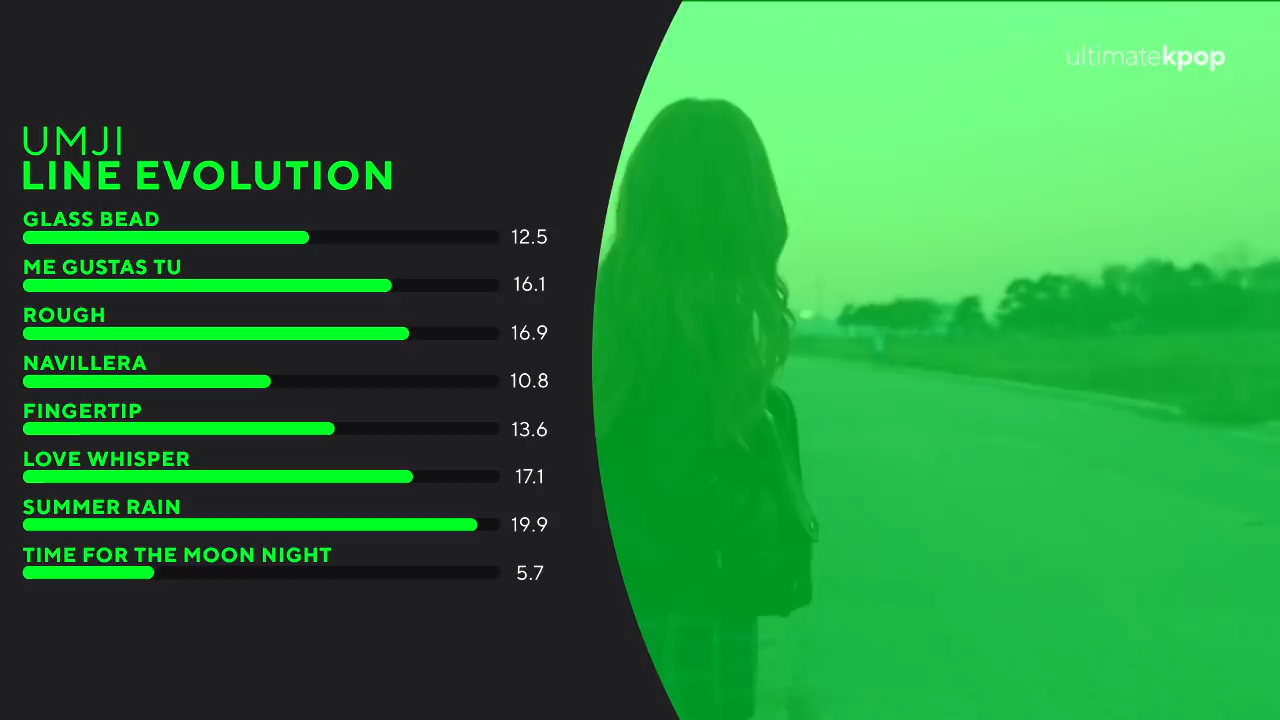 ultimatekpop
UMJI
LINE EVOLUTION
GLASS BEAD
12.5
ME GUSTAS TU
16.1
ROUGH
16.9
NAVILLERA
10.8
FINGERTIP
13.6
LOVE WHISPER
17.1
SUMMER RAIN
19.9
TIME FOR THE MOON NIGHT
5.7